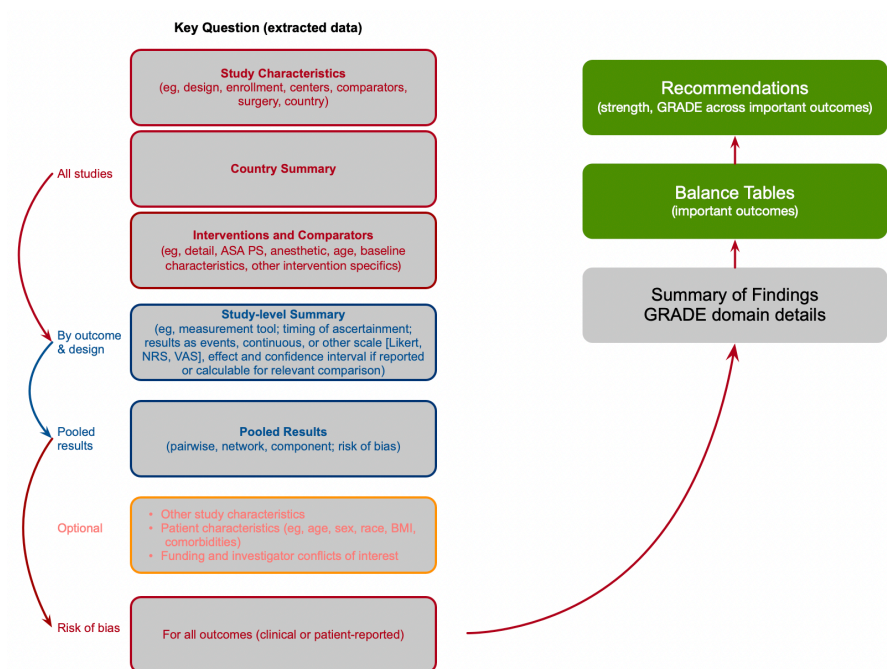 Key Question (extracted data)
Study Characteristics
(eg, design, enrollment, centers, comparators,
surgery, country)
All studies
Country Summary
Interventions and Comparators
(eg, detail, ASA PS, anesthetic, age, baseline
characteristics, other intervention specifics)
By outcome
& design
Study-level Summary
(eg, measurement tool; timing of ascertainment;
results as events, continuous, or other scale [Likert,
NRS, VAS], effect and confidence interval if reported
or calculable for relevant comparison)
Pooled
results
Pooled Results
(pairwise, network, component; risk of bias)
Optional
• Other study characteristics
• Patient characteristics (eg, age, sex, race, BMI,
comorbidities)
• Funding and investigator conflicts of interest
Risk of bias
For all outcomes (clinical or patient-reported)
Recommendations
(strength, GRADE across important outcomes)
Balance Tables
(important outcomes)
Summary of Findings
GRADE domain details